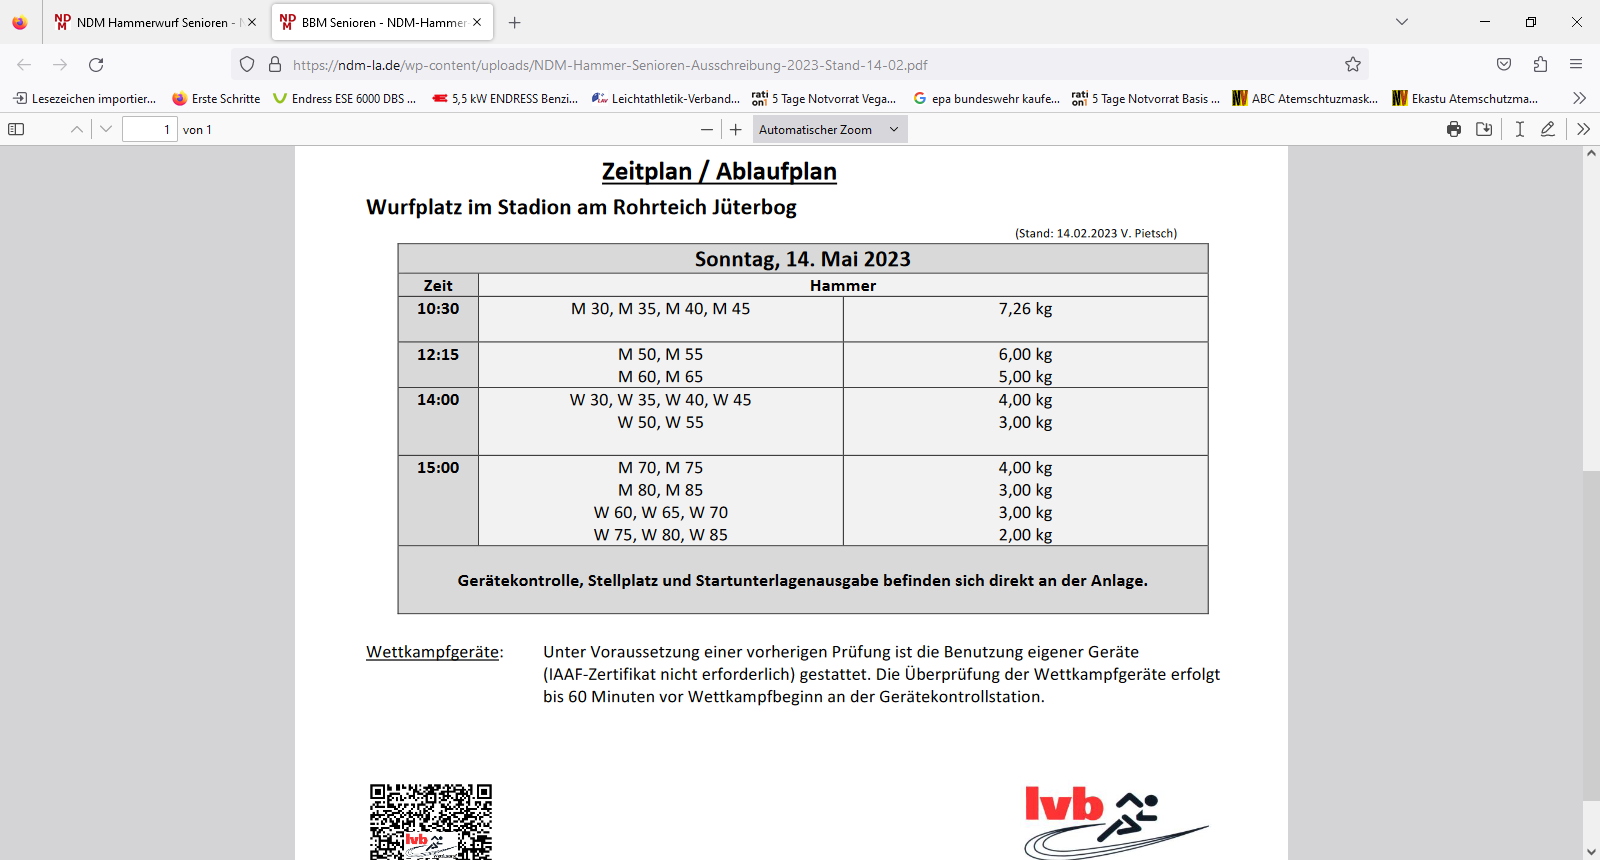 NDM Hammerwurf Senioren -
BBM Senioren - NDM-Hammer-
https://ndm-la.de/wp-content/uploads/NDM-Hammer-Senioren-Ausschreibung-2023-Stand-14-02.pdf
Lesezeichen importier... Erste Schritte Endress ESE 6000 DBS ... 5,5 kW ENDRESS Benzi... Leichtathletik-Verband... 5 Tage Notvorrat Vega... epa bundeswehr kaufe... 5 Tage Notvorrat Basis ... ABC Atemschtuzmask... Ekastu Atemschutzma...
1 von 1 Automatischer Zoom
Zeitplan / Ablaufplan
Wurfplatz im Stadion am Rohrteich Jüterbog
(Stand: 14.02.2023 V. Pietsch)
Sonntag, 14. Mai 2023
Zeit Hammer
10:30 M 30, M 35, M 40, M 45 7,26 kg
12:15 M 50, M 55 6,00 kg
M 60, M 65 5,00 kg
14:00 W 30, W 35, W 40, W 45 4,00 kg
W 50, W 55 3,00 kg
15:00 M 70, M 75 4,00 kg
M 80, M 85 3,00 kg
W 60, W 65, W 70 3,00 kg
W 75, W 80, W 85 2,00 kg
Gerätekontrolle, Stellplatz und Startunterlagenausgabe befinden sich direkt an der Anlage.
Wettkampfgeräte: Unter Voraussetzung einer vorherigen Prüfung ist die Benutzung eigener Geräte
(IAAF-Zertifikat nicht erforderlich) gestattet. Die Überprüfung der Wettkampfgeräte erfolgt
bis 60 Minuten vor Wettkampfbeginn an der Gerätekontrollstation.
lvb
lvb